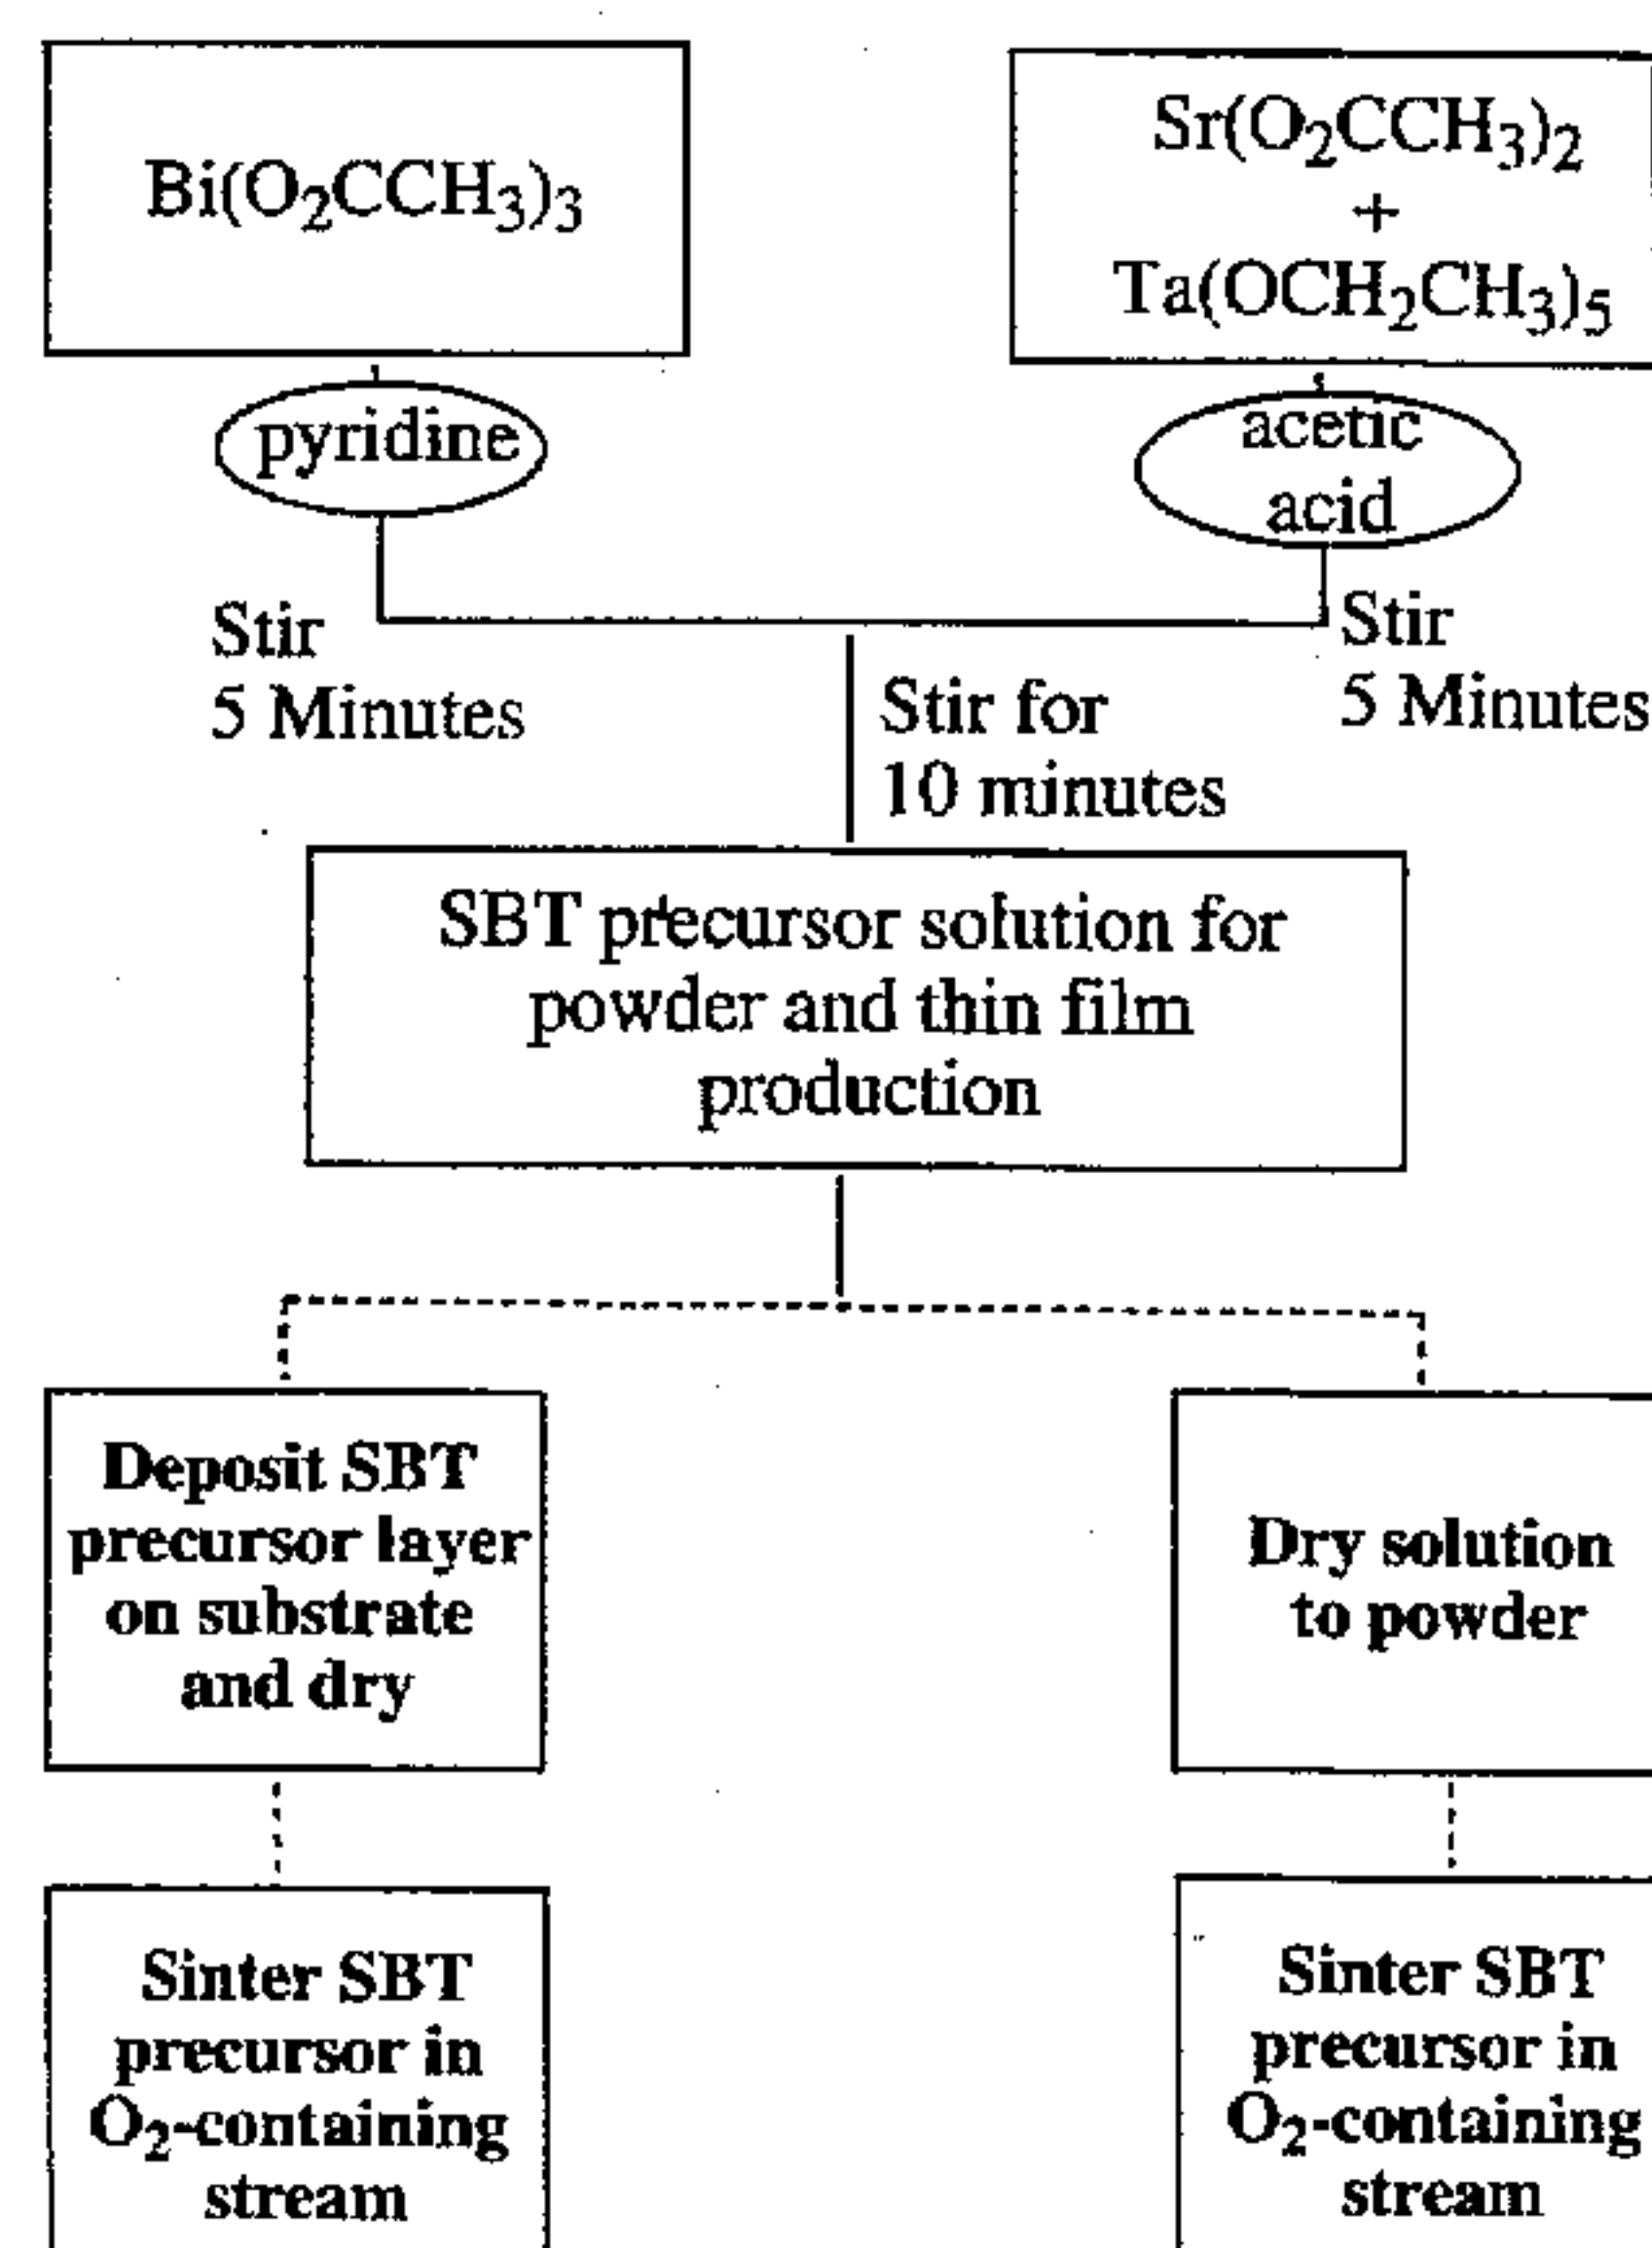 Bi(O2CCH3)3
Sr(O2CCH3)2
+
Ta(OCH2CH3)5
pyridine
acetic
acid
Stir
5 Minutes
Stir
5 Minutes
Stir for
10 minutes
SBT precursor solution for
powder and thin film
production
Deposit SBT
precursor layer
on substrate
and dry
Dry solution
to powder
Sinter SBT
precursor in
O2-containing
stream
Sinter SBT
precursor in
O2-containing
stream